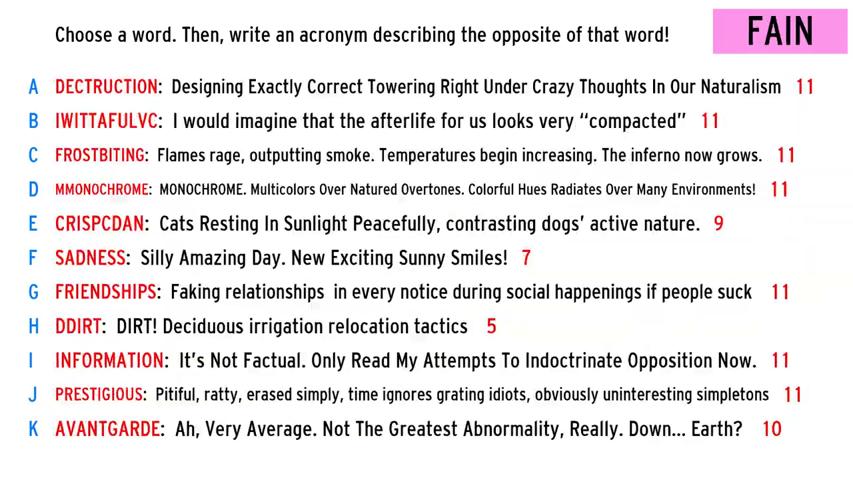 Choose a word. Then, write an acronym describing the opposite of that word!
FAIN
A DECTRUCTION: Designing Exactly Correct Towering Right Under Crazy Thoughts In Our Naturalism 11
B IWITTAFULVC: I would imagine that the afterlife for us looks very “compacted” 11
C FROSTBITING: Flames rage, outputting smoke. Temperatures begin increasing. The inferno now grows. 11
D MMONOCHROME: MONOCHROME. Multicolors Over Natured Overtones. Colorful Hues Radiates Over Many Environments! 11
E CRISPCDAN: Cats Resting In Sunlight Peacefully, contrasting dogs’ active nature. 9
F SADNESS: Silly Amazing Day. New Exciting Sunny Smiles! 7
G FRIENDSHIPS: Faking relationships in every notice during social happenings if people suck 11
H DDIRT: DIRT! Deciduous irrigation relocation tactics 5
I INFORMATION: It’s Not Factual. Only Read My Attempts To Indoctrinate Opposition Now. 11
J PRESTIGIOUS: Pitiful, ratty, erased simply, time ignores grating idiots, obviously uninteresting simpletons 11
K AVANTGARDE: Ah, Very Average. Not The Greatest Abnormality, Really. Down... Earth? 10